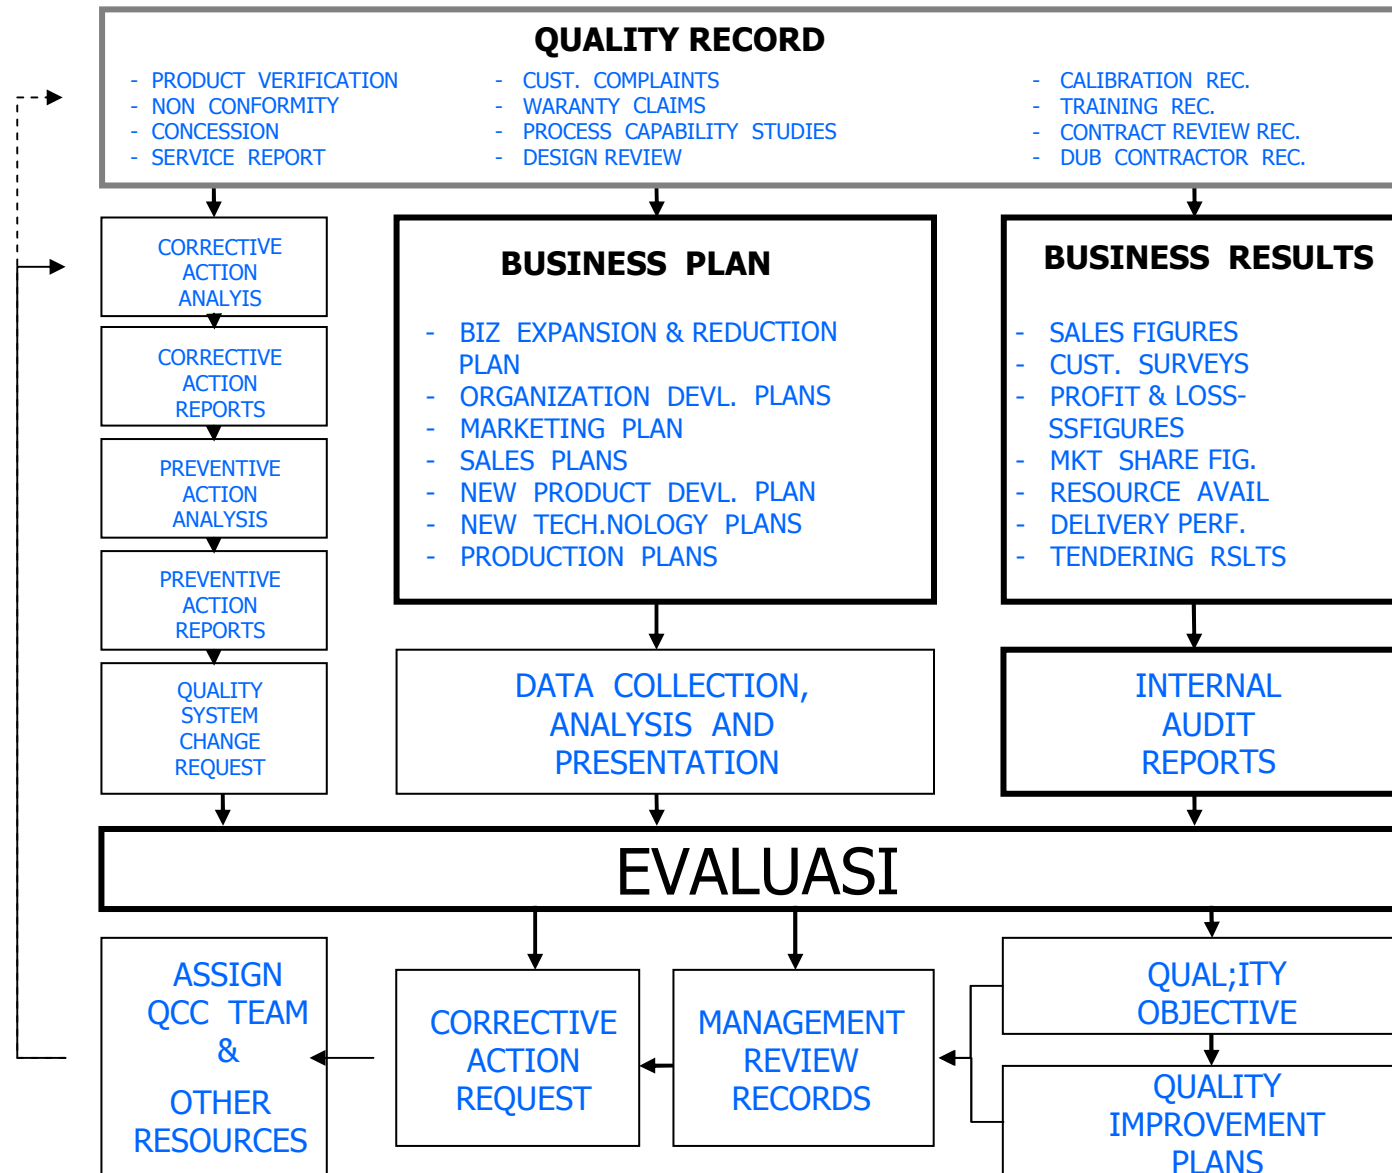 QUALITY RECORD
- PRODUCT VERIFICATION
- NON CONFORMITY
- CONCESSION
- SERVICE REPORT
- CUST. COMPLAINTS
- WARANTY CLAIMS
- PROCESS CAPABILITY STUDIES
- DESIGN REVIEW
- CALIBRATION REC.
- TRAINING REC.
- CONTRACT REVIEW REC.
- DUB CONTRACTOR REC.
CORRECTIVE
ACTION
ANALYIS
CORRECTIVE
ACTION
REPORTS
PREVENTIVE
ACTION
ANALYSIS
PREVENTIVE
ACTION
REPORTS
QUALITY
SYSTEM
CHANGE
REQUEST
BUSINESS PLAN
- BIZ EXPANSION & REDUCTION
PLAN
- ORGANIZATION DEVL. PLANS
- MARKETING PLAN
- SALES PLANS
- NEW PRODUCT DEVL. PLAN
- NEW TECH.NOLOGY PLANS
- PRODUCTION PLANS
DATA COLLECTION,
ANALYSIS AND
PRESENTATION
BUSINESS RESULTS
- SALES FIGURES
- CUST. SURVEYS
- PROFIT & LOSS-
SSFIGURES
- MKT SHARE FIG.
- RESOURCE AVAIL
- DELIVERY PERF.
- TENDERING RSLTS
INTERNAL
AUDIT
REPORTS
EVALUASI
ASSIGN
QCC TEAM
&
OTHER
RESOURCES
CORRECTIVE
ACTION
REQUEST
MANAGEMENT
REVIEW
RECORDS
QUAL;ITY
OBJECTIVE
QUALITY
IMPROVEMENT
PLANS